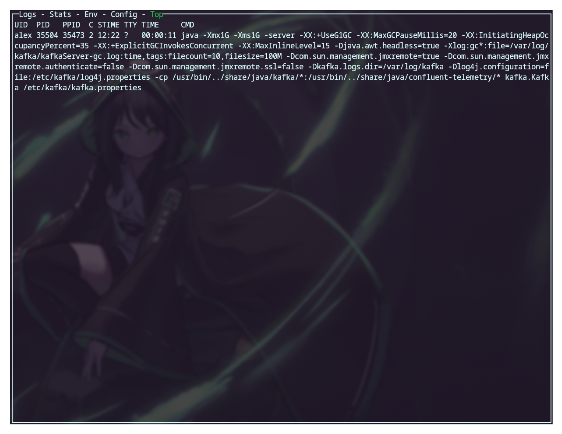 Logs - Stats - Env - Config - Top
UID  PID   PPID  C STIME TTY TIME     CMD
alex 35504 35473 2 12:22 ?   00:00:11 java -Xmx1G -Xms1G -server -XX:+UseG1GC -XX:MaxGCPauseMillis=20 -XX:InitiatingHeapOc
cupancyPercent=35 -XX:+ExplicitGCInvokesConcurrent -XX:MaxInlineLevel=15 -Djava.awt.headless=true -Xlog:gc*:file=/var/log/
kafka/kafkaServer-gc.log:time,tags:filecount=10,filesize=100M -Dcom.sun.management.jmxremote=true -Dcom.sun.management.jmx
remote.authenticate=false -Dcom.sun.management.jmxremote.ssl=false -Dkafka.logs.dir=/var/log/kafka -Dlog4j.configuration=f
ile:/etc/kafka/log4j.properties -cp /usr/bin/../share/java/kafka/*:/usr/bin/../share/java/confluent-telemetry/* kafka.Kafk
a /etc/kafka/kafka.properties